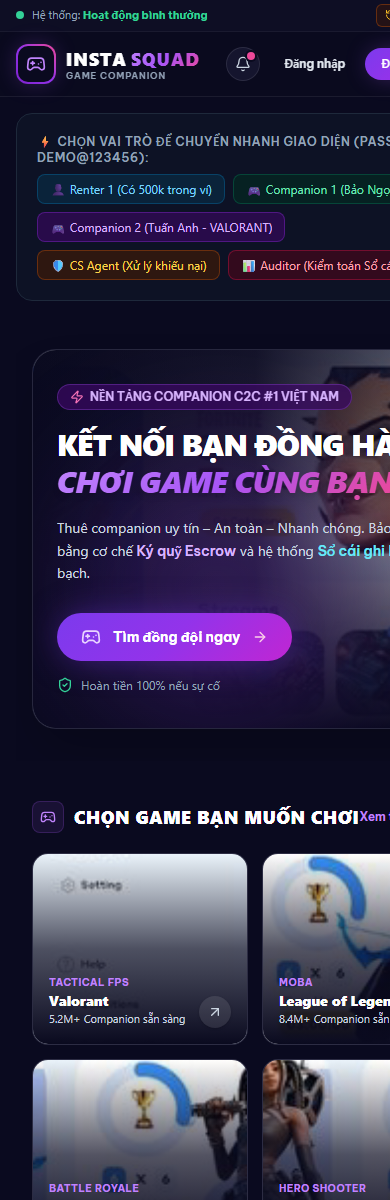 Hệ thống: Hoạt động bình thường
INSTA SQUAD
GAME COMPANION
Đăng nhập
CHỌN VAI TRÒ ĐỂ CHUYỂN NHANH GIAO DIỆN (PASS
DEMO@123456):
Renter 1 (Có 500k trong ví)
Companion 1 (Bảo Ngọ
Companion 2 (Tuấn Anh - VALORANT)
CS Agent (Xử lý khiếu nại)
Auditor (Kiểm toán Sổ cá
NỀN TẢNG COMPANION C2C #1 VIỆT NAM
KẾT NỐI BẠN ĐỒNG HÀ
CHƠI GAME CÙNG BẠN
Thuê companion uy tín – An toàn – Nhanh chóng. Bảo
bằng cơ chế Ký quỹ Escrow và hệ thống Sổ cái ghi
bạch.
Tìm đồng đội ngay
Hoàn tiền 100% nếu sự cố
CHỌN GAME BẠN MUỐN CHƠI
Xem
Setting
Help
TACTICAL FPS
Valorant
5.2M+ Companion sẵn sàng
MOBA
League of Legen
8.4M+ Companion sẵn
BATTLE ROYALE
HERO SHOOTER